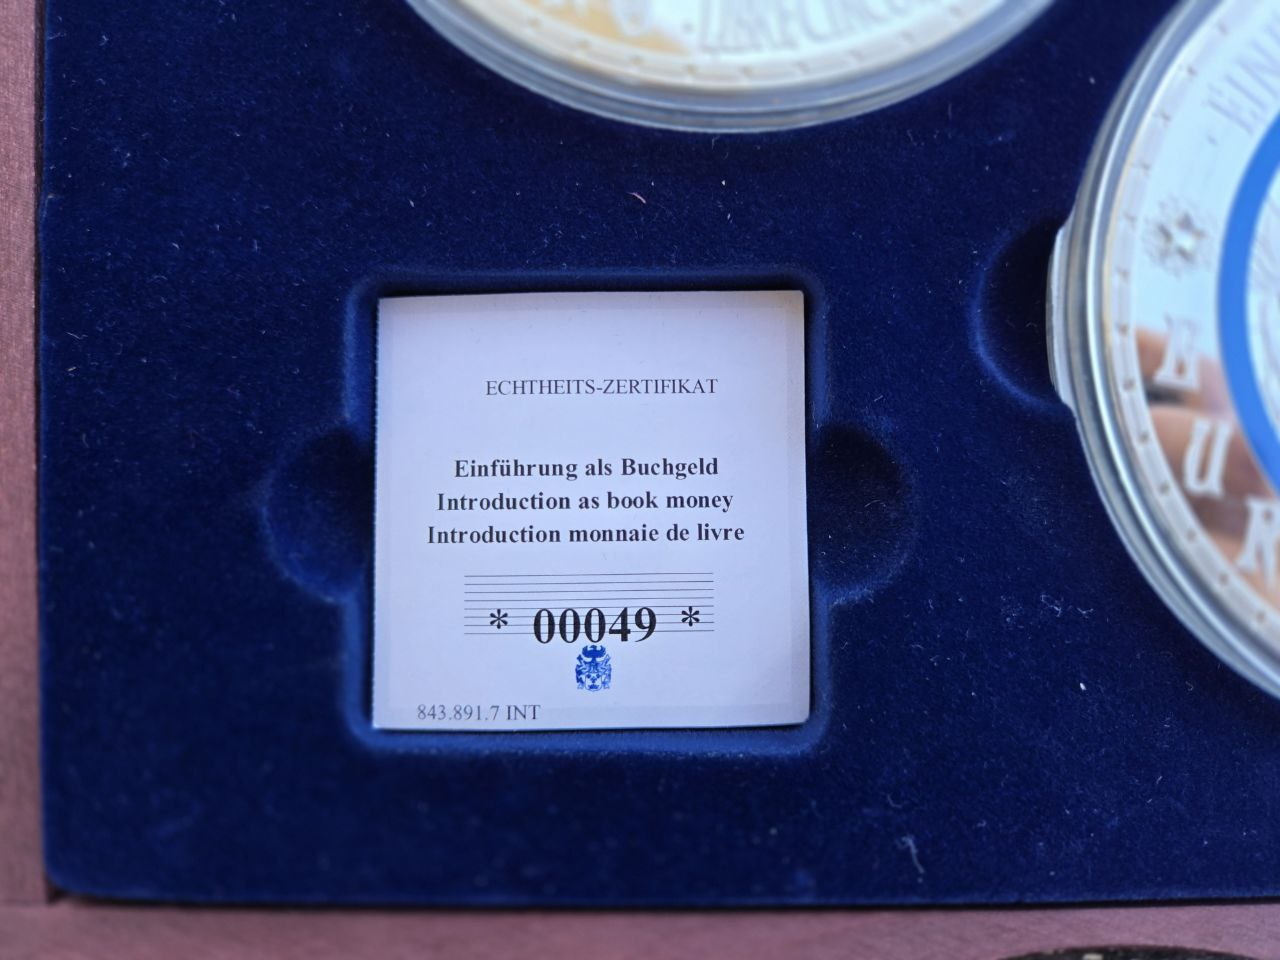 ECHTHEITS-ZERTIFIKAT
Einführung als Buchgeld
Introduction as book money
Introduction monnaie de livre
* 00049 *
843.891.7 INT
E U R